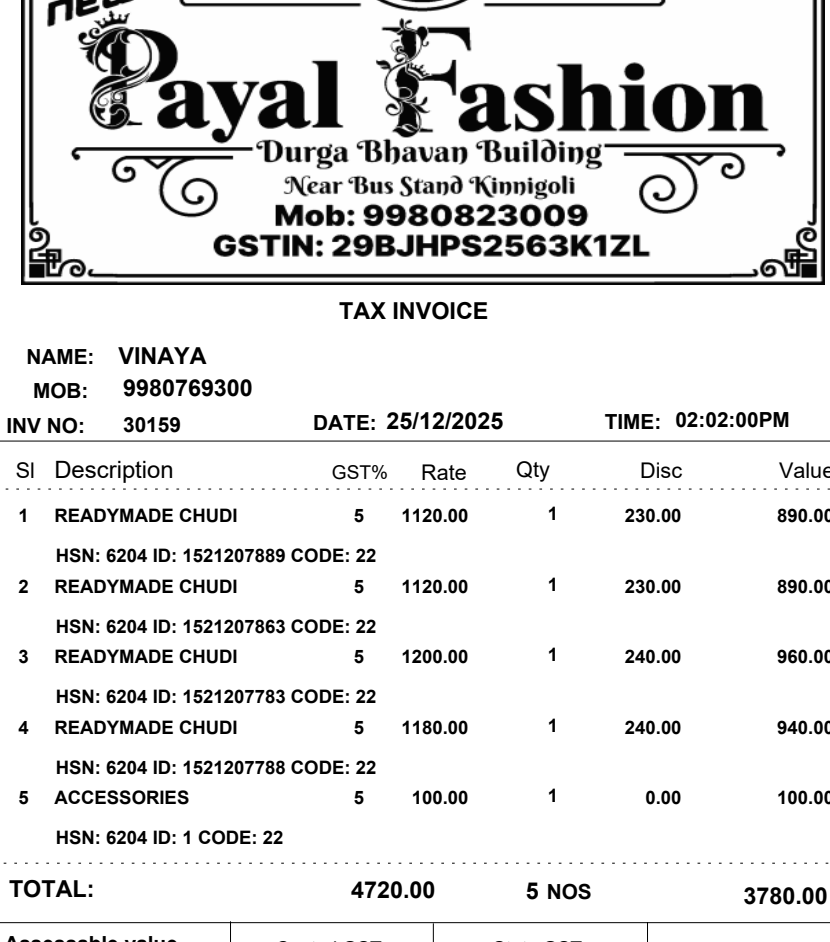 new
Payal Fashion
Durga Bhavan Building
Near Bus Stand Kinnigoli
Mob: 9980823009
GSTIN: 29BJHPS2563K1ZL
TAX INVOICE
NAME: VINAYA
MOB: 9980769300
INV NO: 30159 DATE: 25/12/2025 TIME: 02:02:00PM
Sl Description GST% Rate Qty Disc Value
1 READYMADE CHUDI 5 1120.00 1 230.00 890.00
HSN: 6204 ID: 1521207889 CODE: 22
2 READYMADE CHUDI 5 1120.00 1 230.00 890.00
HSN: 6204 ID: 1521207863 CODE: 22
3 READYMADE CHUDI 5 1200.00 1 240.00 960.00
HSN: 6204 ID: 1521207783 CODE: 22
4 READYMADE CHUDI 5 1180.00 1 240.00 940.00
HSN: 6204 ID: 1521207788 CODE: 22
5 ACCESSORIES 5 100.00 1 0.00 100.00
HSN: 6204 ID: 1 CODE: 22
TOTAL: 4720.00 5 NOS 3780.00